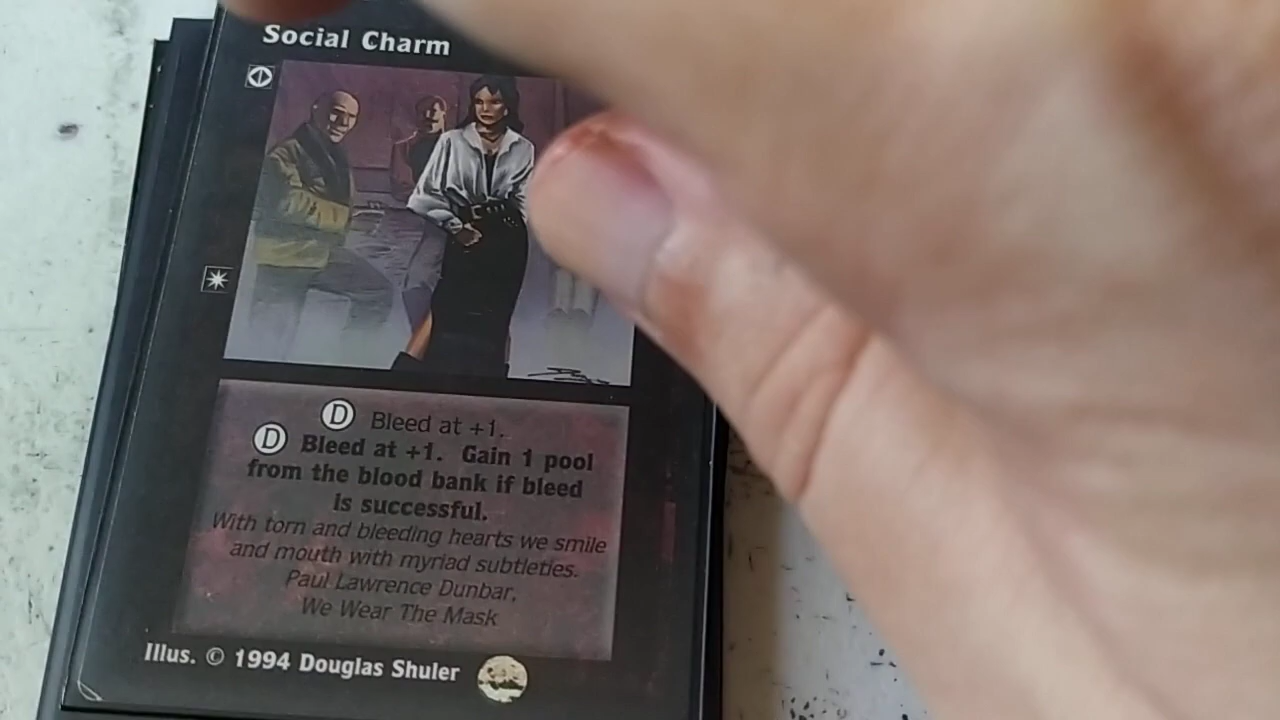 Social Charm
D Bleed at +1.
D Bleed at +1. Gain 1 pool
from the blood bank if bleed
is successful.
With torn and bleeding hearts we smile
and mouth with myriad subtleties.
Paul Lawrence Dunbar,
We Wear The Mask
Illus. © 1994 Douglas Shuler